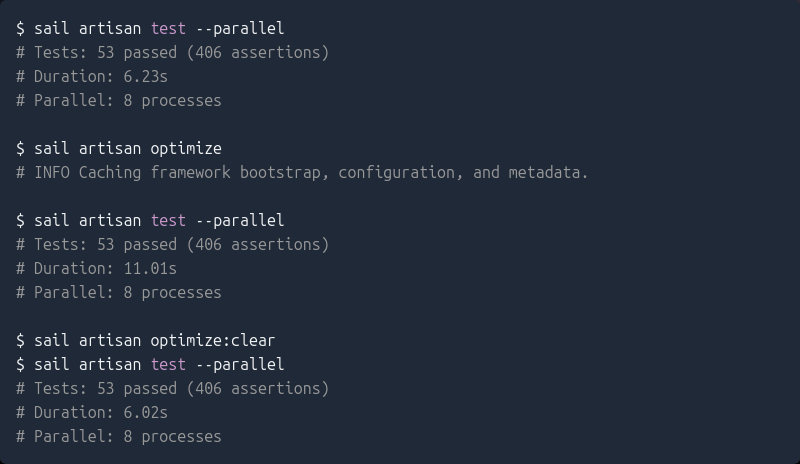 $ sail artisan test --parallel
# Tests: 53 passed (406 assertions)
# Duration: 6.23s
# Parallel: 8 processes
$ sail artisan optimize
# INFO Caching framework bootstrap, configuration, and metadata.
$ sail artisan test --parallel
# Tests: 53 passed (406 assertions)
# Duration: 11.01s
# Parallel: 8 processes
$ sail artisan optimize:clear
$ sail artisan test --parallel
# Tests: 53 passed (406 assertions)
# Duration: 6.02s
# Parallel: 8 processes